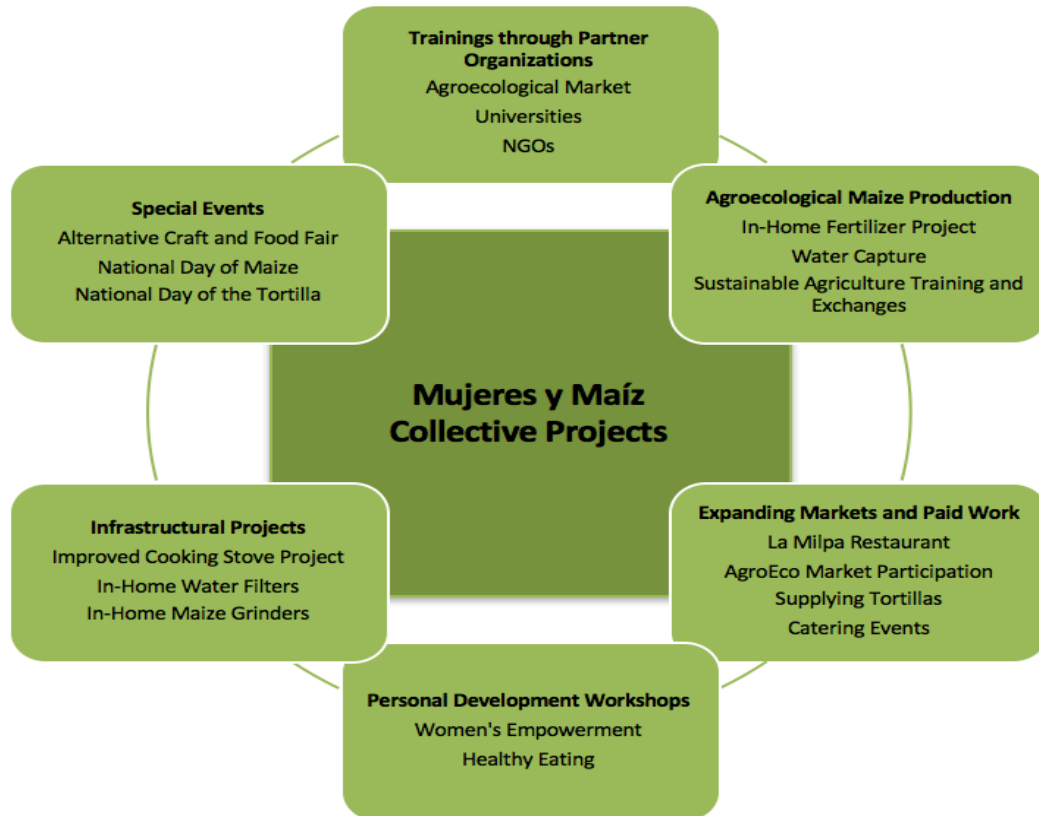 Trainings through Partner
Organizations
Agroecological Market
Universities
NGOs
Agroecological Maize Production
In-Home Fertilizer Project
Water Capture
Sustainable Agriculture Training and
Exchanges
Expanding Markets and Paid Work
La Milpa Restaurant
AgroEco Market Participation
Supplying Tortillas
Catering Events
Personal Development Workshops
Women's Empowerment
Healthy Eating
Infrastructural Projects
Improved Cooking Stove Project
In-Home Water Filters
In-Home Maize Grinders
Special Events
Alternative Craft and Food Fair
National Day of Maize
National Day of the Tortilla
Mujeres y Maíz
Collective Projects